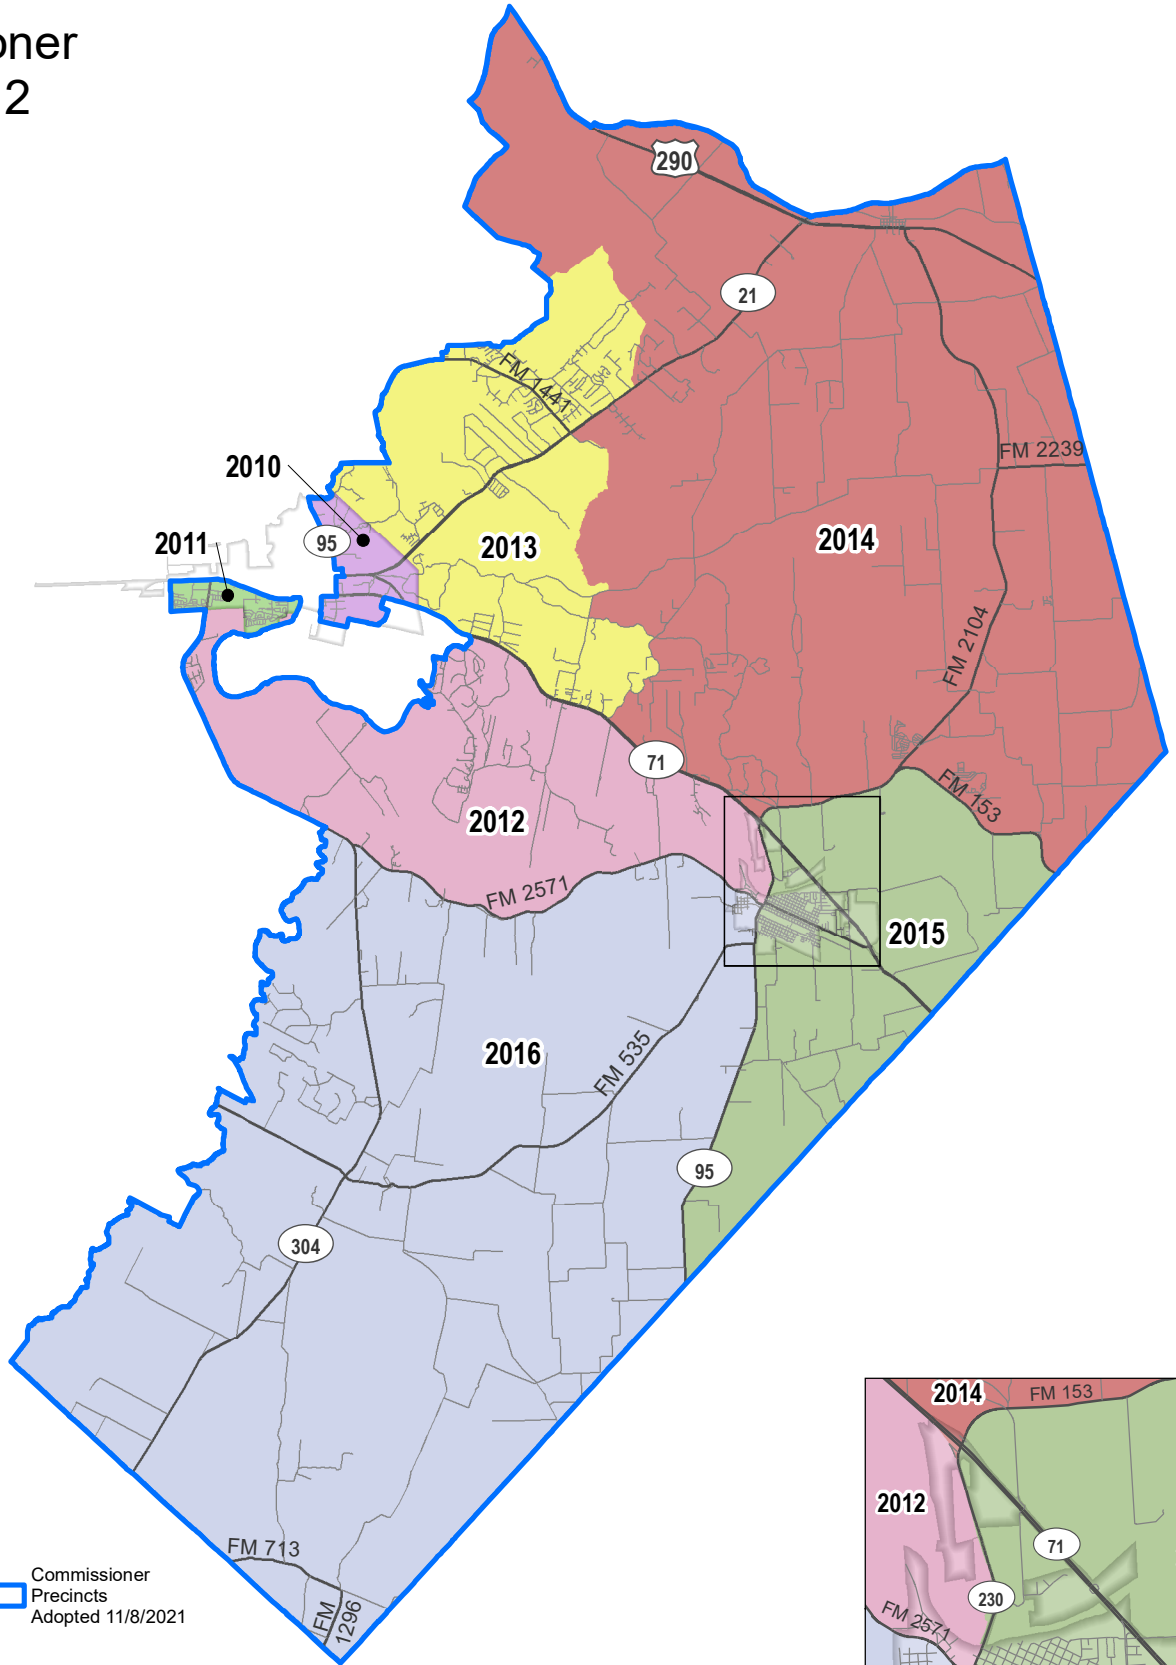 oner
2
290
21
FM 1441
FM 2239
2010
95
2011
2013
2014
FM 2104
71
FM 153
2012
FM 2571
2015
2016
FM 535
95
304
2014
FM 153
2012
71
230
FM 2571
FM 713
FM
1296
Commissioner
Precincts
Adopted 11/8/2021